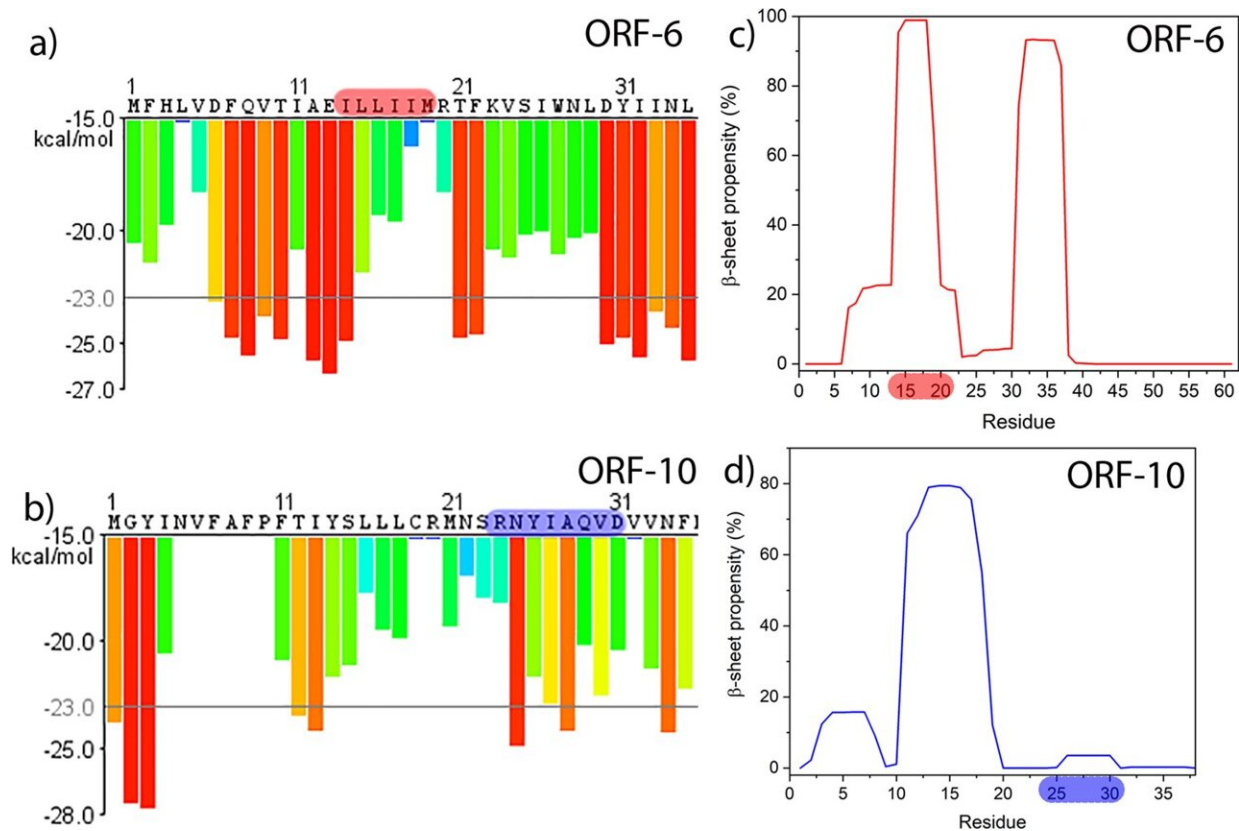 a)
ORF-6
1 11 21 31
M F H L V D F Q V T I A E I L L I I M R T F K V S I W N L D Y I I N L
-15.0
kcal/mol
-20.0
-23.0
-25.0
-27.0
c)
ORF-6
β-sheet propensity (%)
100
80
60
40
20
0
0 5 10 15 20 25 30 35 40 45 50 55 60
Residue
b)
ORF-10
1 11 21 31
M G Y I N V F A F P F T I Y S L L L C R M N S R N Y I A Q V D V V N F
-15.0
kcal/mol
-20.0
-23.0
-25.0
-28.0
d)
ORF-10
β-sheet propensity (%)
80
60
40
20
0
0 5 10 15 20 25 30 35
Residue